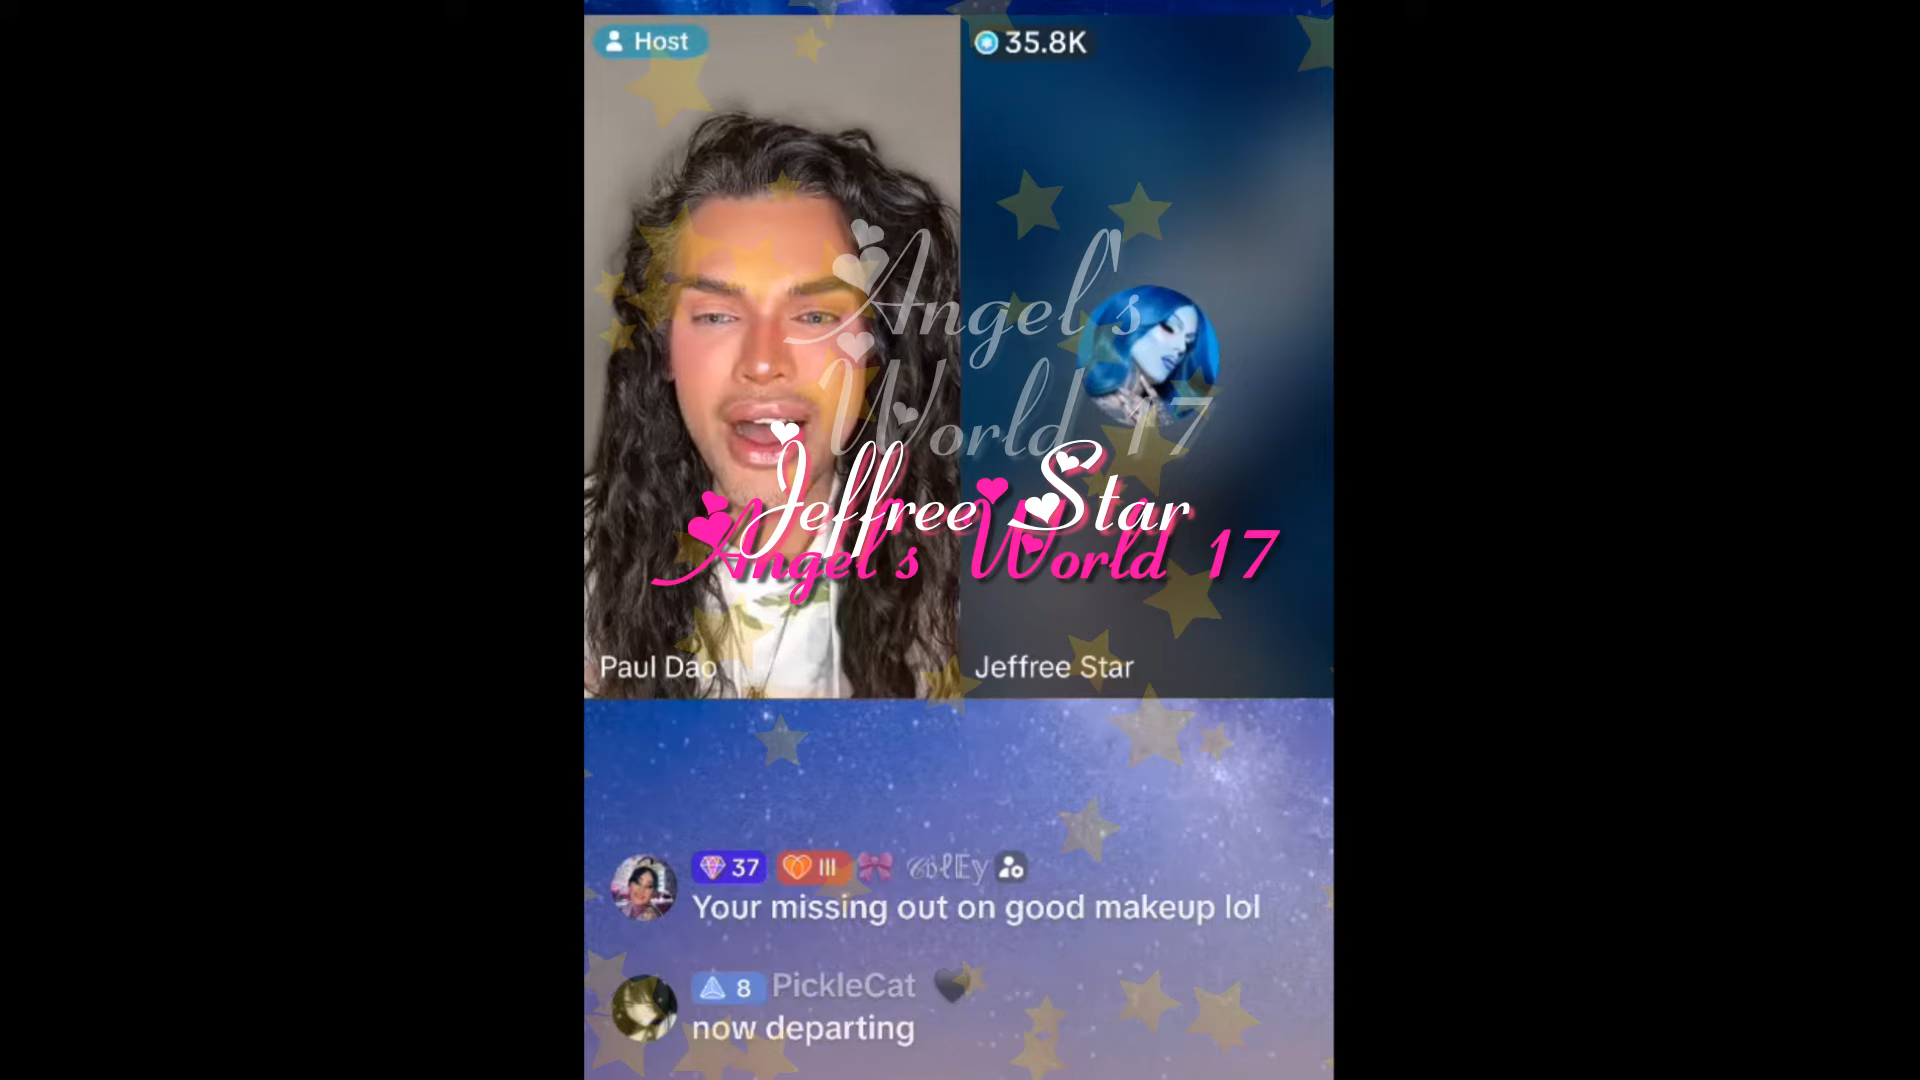 Host
35.8K
Angel's
World 17
Jeffree Star
Angel's World 17
Paul Dao
Jeffree Star
37 III
Your missing out on good makeup lol
8 PickleCat
now departing